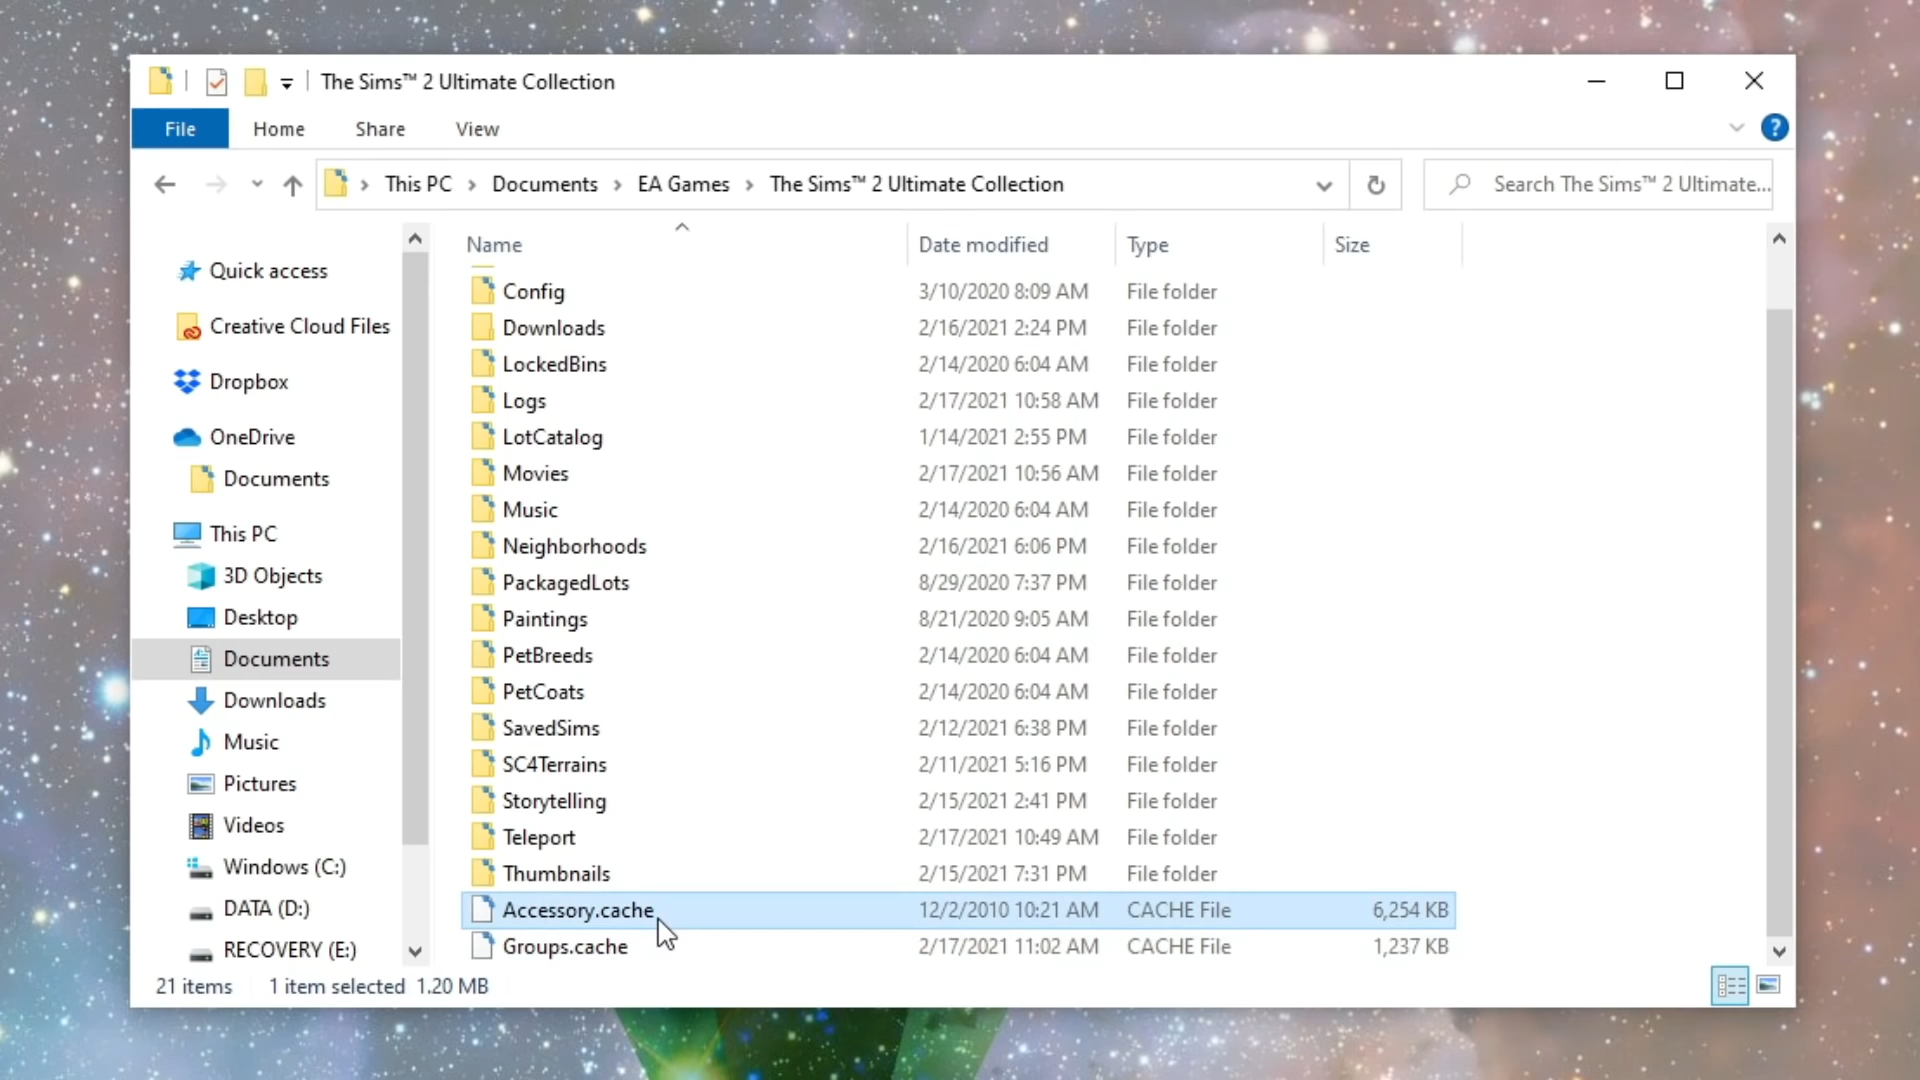 The Sims™ 2 Ultimate Collection
File Home Share View
This PC Documents EA Games The Sims™ 2 Ultimate Collection Search The Sims™ 2 Ultimate...
Quick access
Creative Cloud Files
Dropbox
OneDrive
Documents
This PC
3D Objects
Desktop
Documents
Downloads
Music
Pictures
Videos
Windows (C:)
DATA (D:)
RECOVERY (E:)
Name Date modified Type Size
Config 3/10/2020 8:09 AM File folder
Downloads 2/16/2021 2:24 PM File folder
LockedBins 2/14/2020 6:04 AM File folder
Logs 2/17/2021 10:58 AM File folder
LotCatalog 1/14/2021 2:55 PM File folder
Movies 2/17/2021 10:56 AM File folder
Music 2/14/2020 6:04 AM File folder
Neighborhoods 2/16/2021 6:06 PM File folder
PackagedLots 8/29/2020 7:37 PM File folder
Paintings 8/21/2020 9:05 AM File folder
PetBreeds 2/14/2020 6:04 AM File folder
PetCoats 2/14/2020 6:04 AM File folder
SavedSims 2/12/2021 6:38 PM File folder
SC4Terrains 2/11/2021 5:16 PM File folder
Storytelling 2/15/2021 2:41 PM File folder
Teleport 2/17/2021 10:49 AM File folder
Thumbnails 2/15/2021 7:31 PM File folder
Accessory.cache 12/2/2010 10:21 AM CACHE File 6,254 KB
Groups.cache 2/17/2021 11:02 AM CACHE File 1,237 KB
21 items 1 item selected 1.20 MB